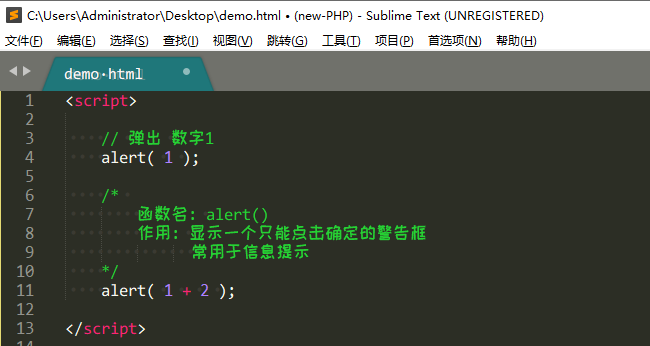 C:\Users\Administrator\Desktop\demo.html • (new-PHP) - Sublime Text (UNREGISTERED)
文件(F) 编辑(E) 选择(S) 查找(I) 视图(V) 跳转(G) 工具(T) 项目(P) 首选项(N) 帮助(H)
demo.html
1 <script>
2
3 // 弹出 数字1
4 alert( 1 );
5
6 /*
7 函数名: alert()
8 作用: 显示一个只能点击确定的警告框
9 常用于信息提示
10 */
11 alert( 1 + 2 );
12
13 </script>
14